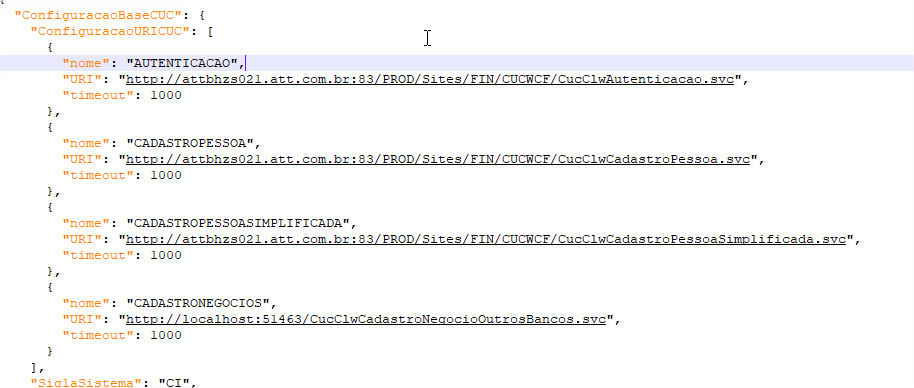 {
"ConfiguracaoBaseCUC": {
"ConfiguracaoURICUC": [
{
"nome": "AUTENTICACAO",
"URI": "http://attbhzs021.att.com.br:83/PROD/Sites/FIN/CUCWCF/CucClwAutenticacao.svc",
"timeout": 1000
},
{
"nome": "CADASTROPESSOA",
"URI": "http://attbhzs021.att.com.br:83/PROD/Sites/FIN/CUCWCF/CucClwCadastroPessoa.svc",
"timeout": 1000
},
{
"nome": "CADASTROPESSOASIMPLIFICADA",
"URI": "http://attbhzs021.att.com.br:83/PROD/Sites/FIN/CUCWCF/CucClwCadastroPessoaSimplificada.svc",
"timeout": 1000
},
{
"nome": "CADASTRONEGOCIOS",
"URI": "http://localhost:51463/CucClwCadastroNegocioOutrosBancos.svc",
"timeout": 1000
}
],
"SiglaSistema": "CI",